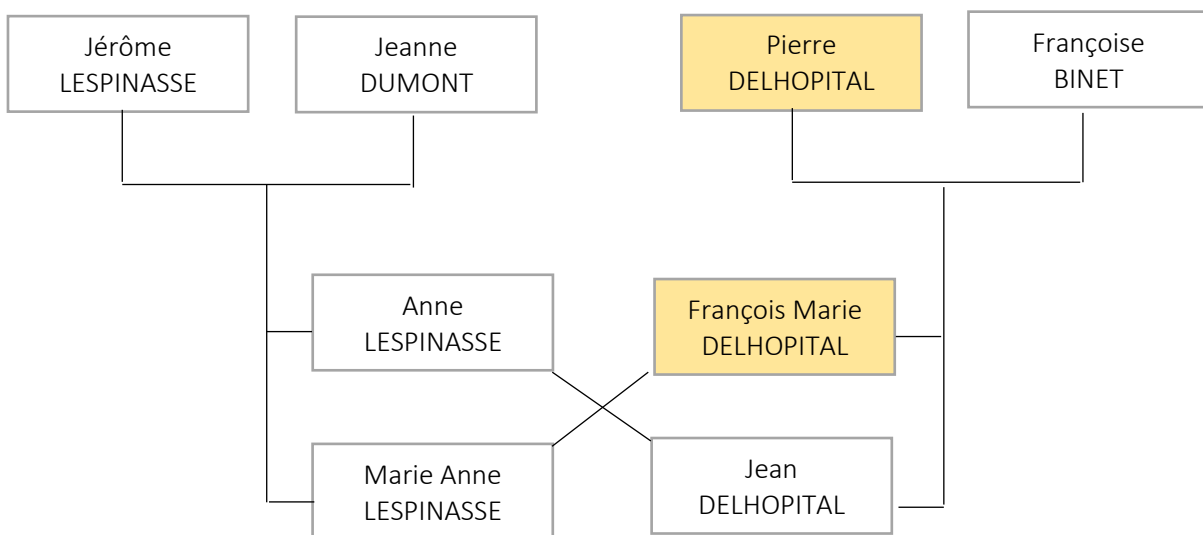 Jérôme
LESPINASSE
Jeanne
DUMONT
Pierre
DELHOPITAL
Françoise
BINET
Anne
LESPINASSE
François Marie
DELHOPITAL
Marie Anne
LESPINASSE
Jean
DELHOPITAL